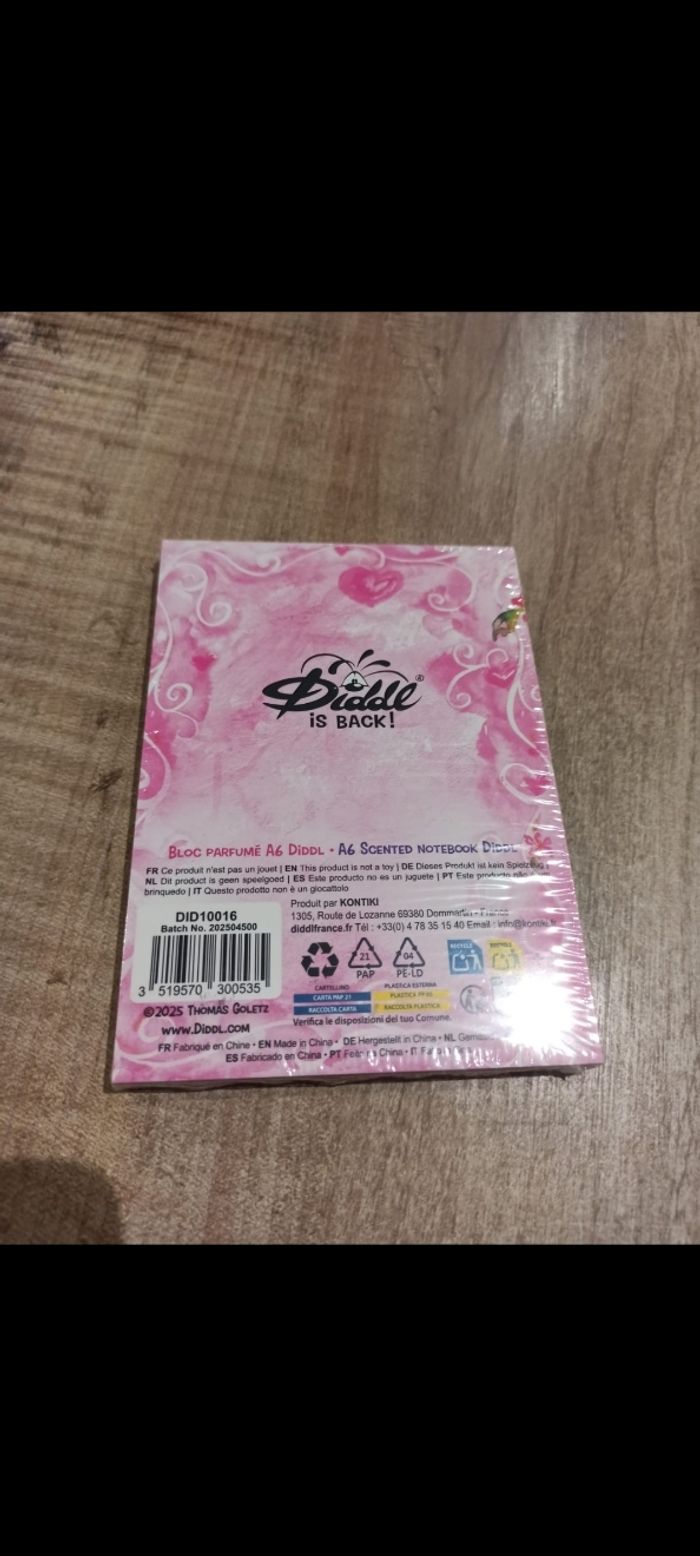 Diddl®
is BACK!
BLOC PARFUMÉ A6 DIDDL • A6 SCENTED NOTEBOOK DIDDL
FR Ce produit n'est pas un jouet | EN This product is not a toy | DE Dieses Produkt ist kein Spielzeug |
NL Dit product is geen speelgoed | ES Este producto no es un juguete | PT Este producto não
brinquedo | IT Questo prodotto non è un giocattolo
DID10016
Batch No. 202504500
3 519570 300535
Produit par KONTIKI
1305, Route de Lozanne 69380 Dommartin - France
diddlfrance.fr Tél : +33(0) 4 78 35 15 40 Email : info@kontiki.fr
21
PAP
04
PE-LD
RECYCLE
RECYCLE
CARTELLINO
CARTA PAP 21
RACCOLTA CARTA
PLASTICA ESTERNA
PLASTICA
RACCOLTA PLASTICA
Verifica le disposizioni del tuo Comune.
©2025 THOMAS GOLETZ
www.DIDDL.com
FR Fabriqué en Chine • EN Made in China • DE Hergestellt in China • NL
ES Fabricado en China • PT China • IT